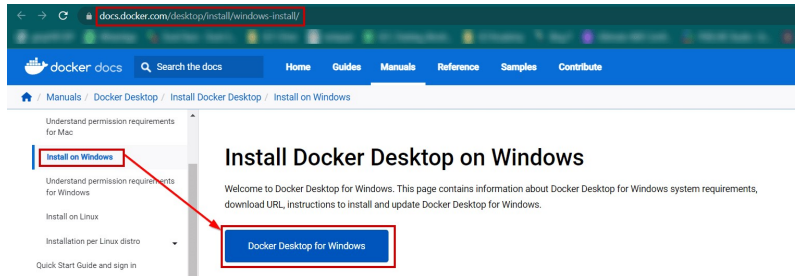 docs.docker.com/desktop/install/windows-install/
docker docs
Search the docs
Home Guides Manuals Reference Samples Contribute
/ Manuals / Docker Desktop / Install Docker Desktop / Install on Windows
Understand permission requirements
for Mac
Install on Windows
Understand permission requirements
for Windows
Install on Linux
Installation per Linux distro
Quick Start Guide and sign in
Install Docker Desktop on Windows
Welcome to Docker Desktop for Windows. This page contains information about Docker Desktop for Windows system requirements,
download URL, instructions to install and update Docker Desktop for Windows.
Docker Desktop for Windows